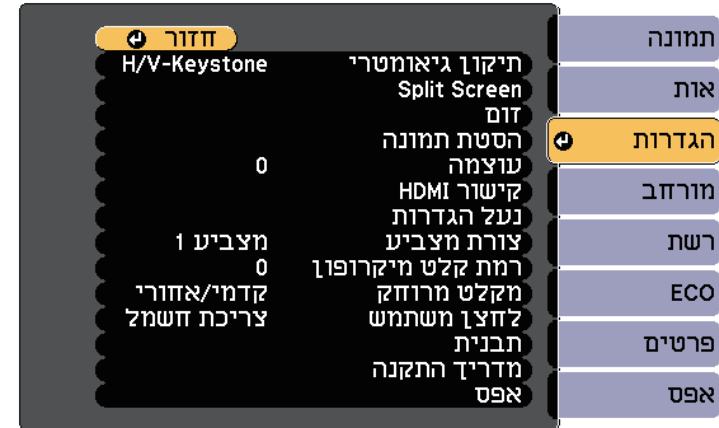 תמונה
אות
הגדרות
מורחב
רשת
ECO
פרטים
אפס
חזור
תיקון גיאומטרי H/V-Keystone
Split Screen
זום
הסטת תמונה
עוצמה 0
קישור HDMI
נעל הגדרות
צורת מצביע מצביע 1
רמת קלט מיקרופון 0
מקלט מרוחק קדמי/אחורי
לחצן משתמש צריכת חשמל
תבנית
מדריך התקנה
אפס